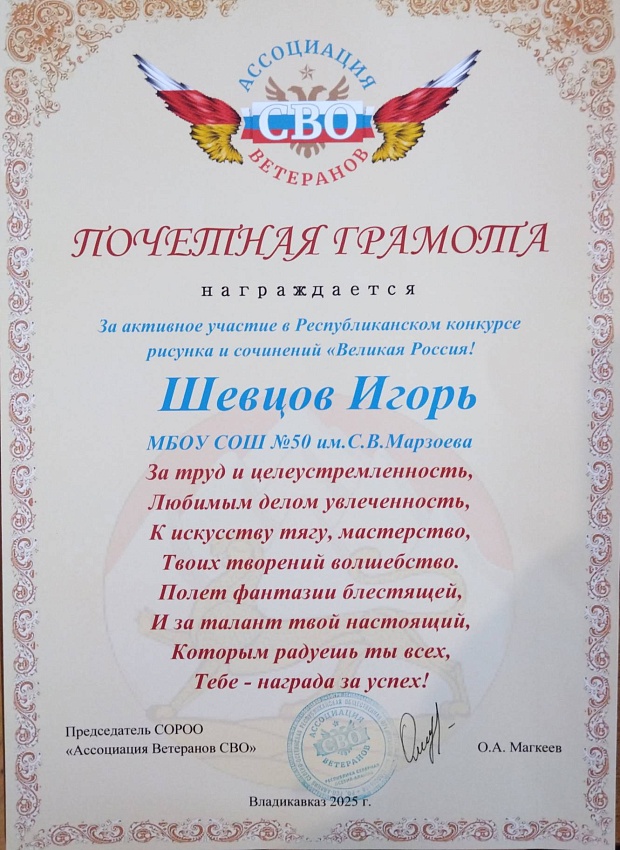 АССОЦИАЦИЯ
СВО
ВЕТЕРАНОВ
ПОЧЕТНАЯ ГРАМОТА
награждается
За активное участие в Республиканском конкурсе
рисунка и сочинений «Великая Россия!
Шевцов Игорь
МБОУ СОШ №50 им.С.В.Марзоева
За труд и целеустремленность,
Любимым делом увлеченность,
К искусству тягу, мастерство,
Твоих творений волшебство.
Полет фантазии блестящей,
И за талант твой настоящий,
Которым радуешь ты всех,
Тебе - награда за успех!
Председатель СОРОО
«Ассоциация Ветеранов СВО»
АССОЦИАЦИЯ
СВО
ВЕТЕРАНОВ
О.А. Магкеев
Владикавказ 2025 г.